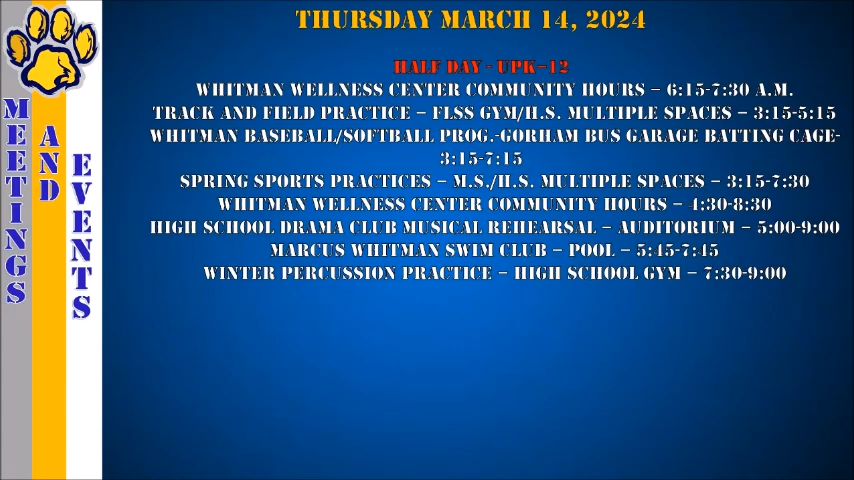 MEETINGS
AND
EVENTS
THURSDAY MARCH 14, 2024
HALF DAY - UPK-12
WHITMAN WELLNESS CENTER COMMUNITY HOURS – 6:15-7:30 A.M.
TRACK AND FIELD PRACTICE – FLSS GYM/H.S. MULTIPLE SPACES – 3:15-5:15
WHITMAN BASEBALL/SOFTBALL PROG.-GORHAM BUS GARAGE BATTING CAGE-
3:15-7:15
SPRING SPORTS PRACTICES – M.S./H.S. MULTIPLE SPACES – 3:15-7:30
WHITMAN WELLNESS CENTER COMMUNITY HOURS – 4:30-8:30
HIGH SCHOOL DRAMA CLUB MUSICAL REHEARSAL – AUDITORIUM – 5:00-9:00
MARCUS WHITMAN SWIM CLUB – POOL – 5:45-7:45
WINTER PERCUSSION PRACTICE – HIGH SCHOOL GYM – 7:30-9:00